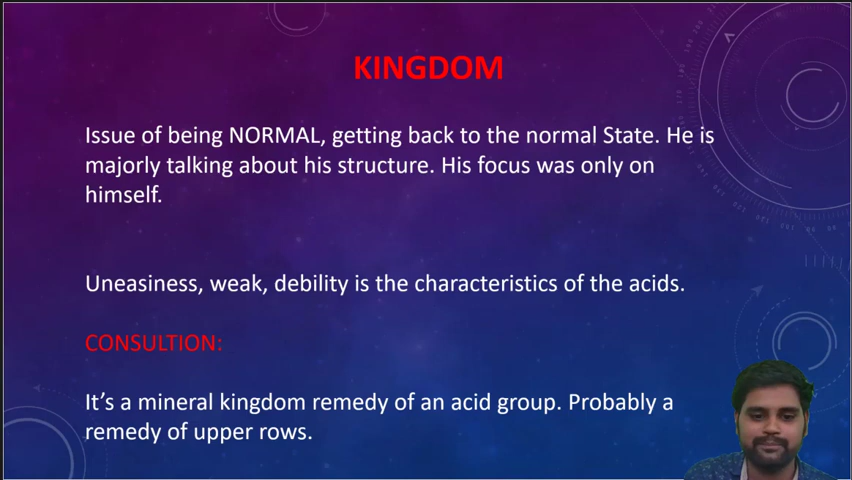 KINGDOM
Issue of being NORMAL, getting back to the normal State. He is
majorly talking about his structure. His focus was only on
himself.
Uneasiness, weak, debility is the characteristics of the acids.
CONSULTION:
It’s a mineral kingdom remedy of an acid group. Probably a
remedy of upper rows.